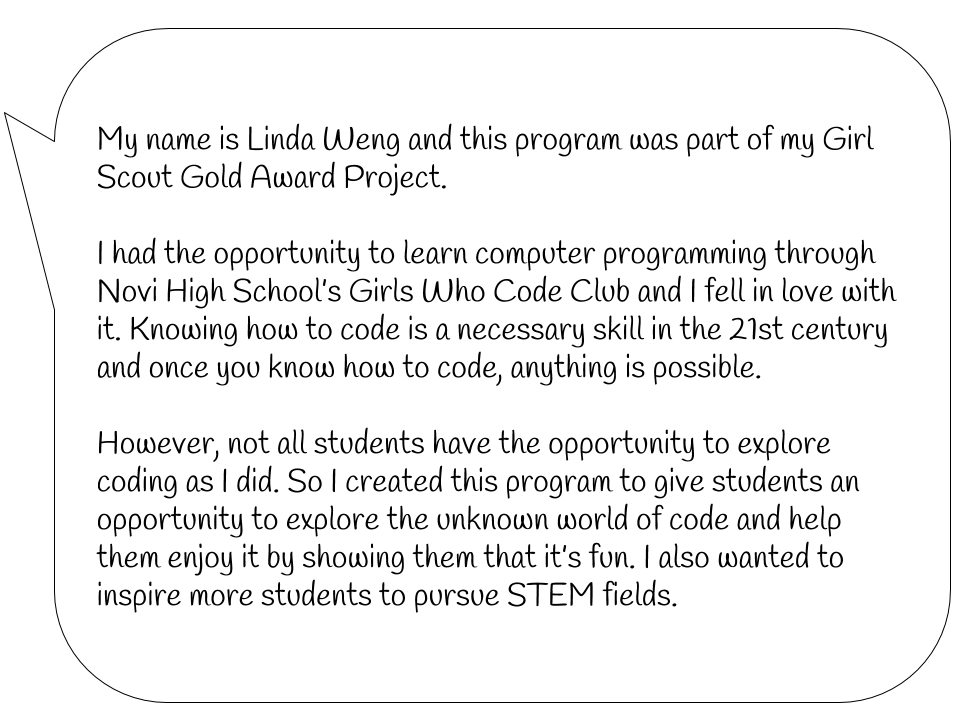 My name is Linda Weng and this program was part of my Girl
Scout Gold Award Project.
I had the opportunity to learn computer programming through
Novi High School's Girls Who Code Club and I fell in love with
it. Knowing how to code is a necessary skill in the 21st century
and once you know how to code, anything is possible.
However, not all students have the opportunity to explore
coding as I did. So I created this program to give students an
opportunity to explore the unknown world of code and help
them enjoy it by showing them that it's fun. I also wanted to
inspire more students to pursue STEM fields.